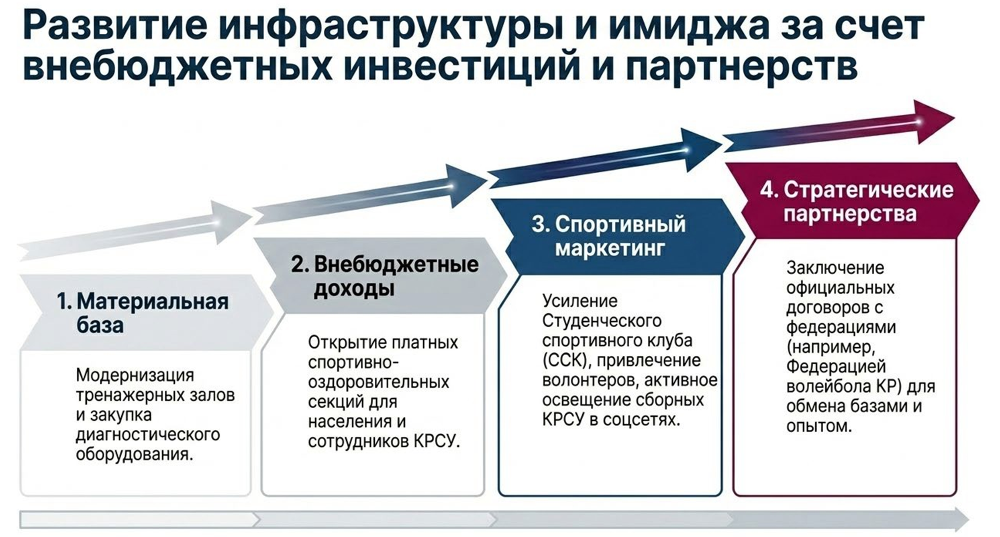 Развитие инфраструктуры и имиджа за счет
внебюджетных инвестиций и партнерств
1. Материальная
база
Модернизация
тренажерных залов
и закупка
диагностического
оборудования.
2. Внебюджетные
доходы
Открытие платных
спортивно-
оздоровительных
секций для
населения и
сотрудников КРСУ.
3. Спортивный
маркетинг
Усиление
Студенческого
спортивного клуба
(ССК), привлечение
волонтеров, активное
освещение сборных
КРСУ в соцсетях.
4. Стратегические
партнерства
Заключение
официальных
договоров с
федерациями
(например,
Федерацией
волейбола КР) для
обмена базами и
опытом.